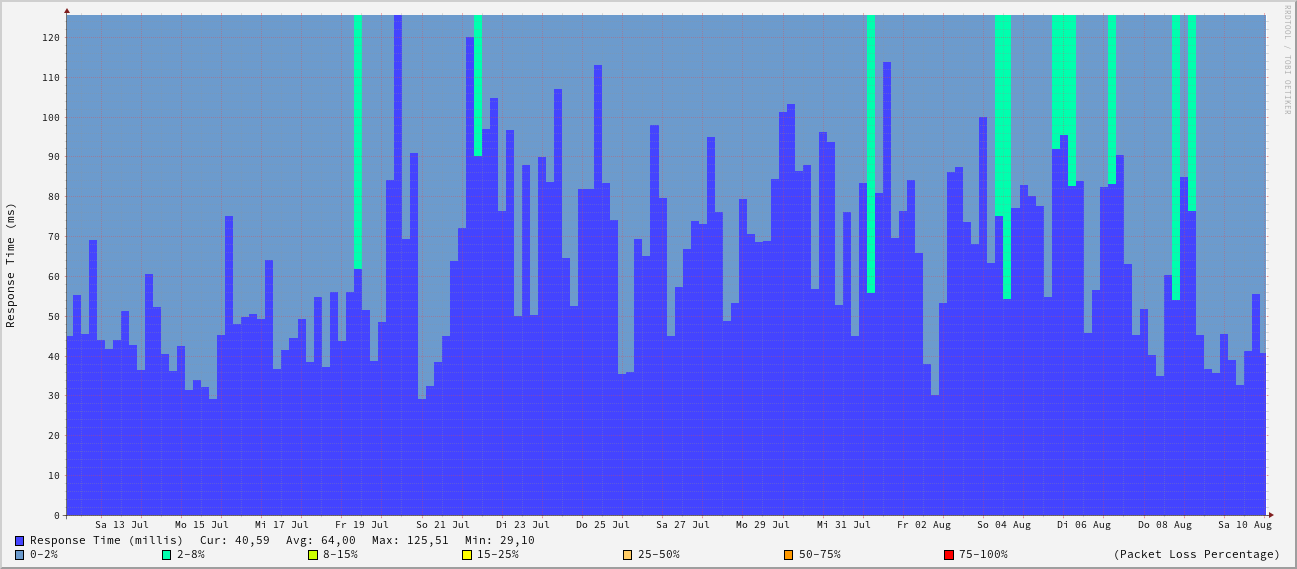 RRDTOOL / TOBI OETIKER
Response Time (ms)
120
110
100
90
80
70
60
50
40
30
20
10
0
Sa 13 Jul Mo 15 Jul Mi 17 Jul Fr 19 Jul So 21 Jul Di 23 Jul Do 25 Jul Sa 27 Jul Mo 29 Jul Mi 31 Jul Fr 02 Aug So 04 Aug Di 06 Aug Do 08 Aug Sa 10 Aug
Response Time (millis) Cur: 40,59 Avg: 64,00 Max: 125,51 Min: 29,10
0-2% 2-8% 8-15% 15-25% 25-50% 50-75% 75-100% (Packet Loss Percentage)